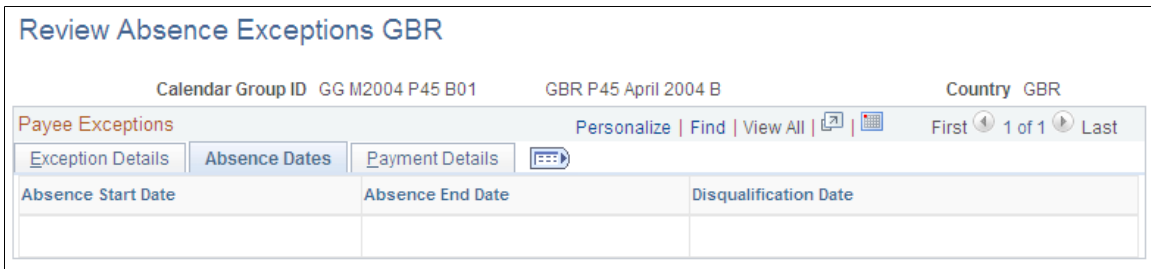 Review Absence Exceptions GBR
Calendar Group ID GG M2004 P45 B01 GBR P45 April 2004 B Country GBR
Payee Exceptions Personalize | Find | View All | | First 1 of 1 Last
Exception Details Absence Dates Payment Details
Absence Start Date Absence End Date Disqualification Date